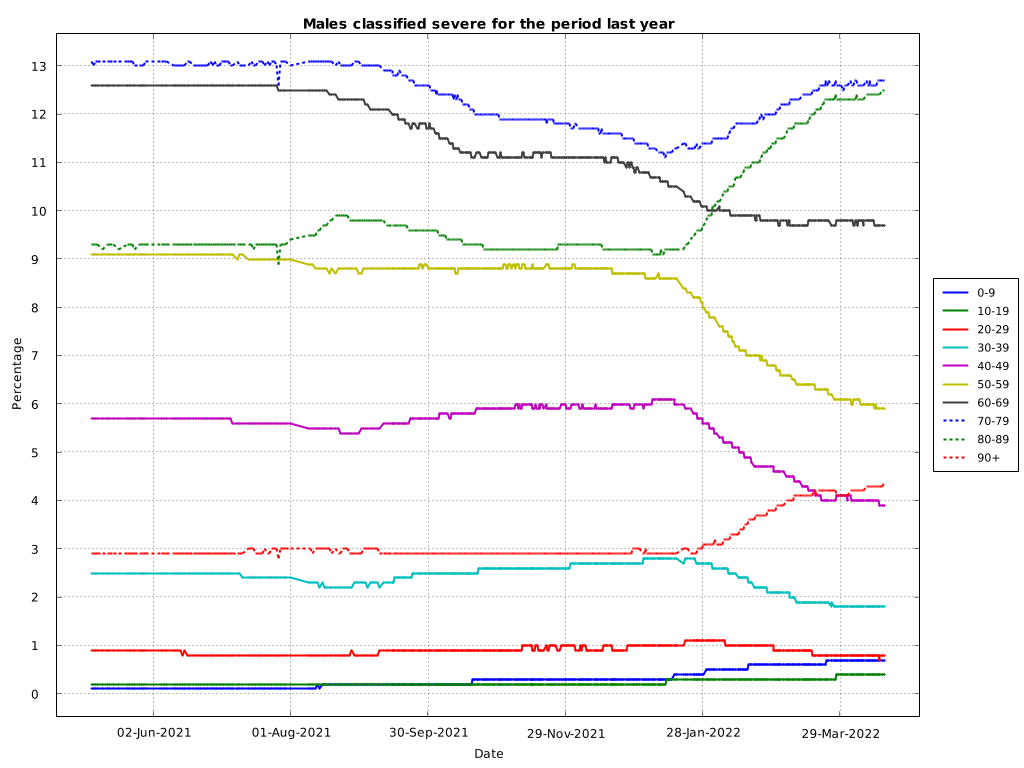 Males classified severe for the period last year
13
12
11
10
9
8
7
6
5
4
3
2
1
0
Percentage
02-Jun-2021
01-Aug-2021
30-Sep-2021
29-Nov-2021
28-Jan-2022
29-Mar-2022
Date
0-9
10-19
20-29
30-39
40-49
50-59
60-69
70-79
80-89
90+